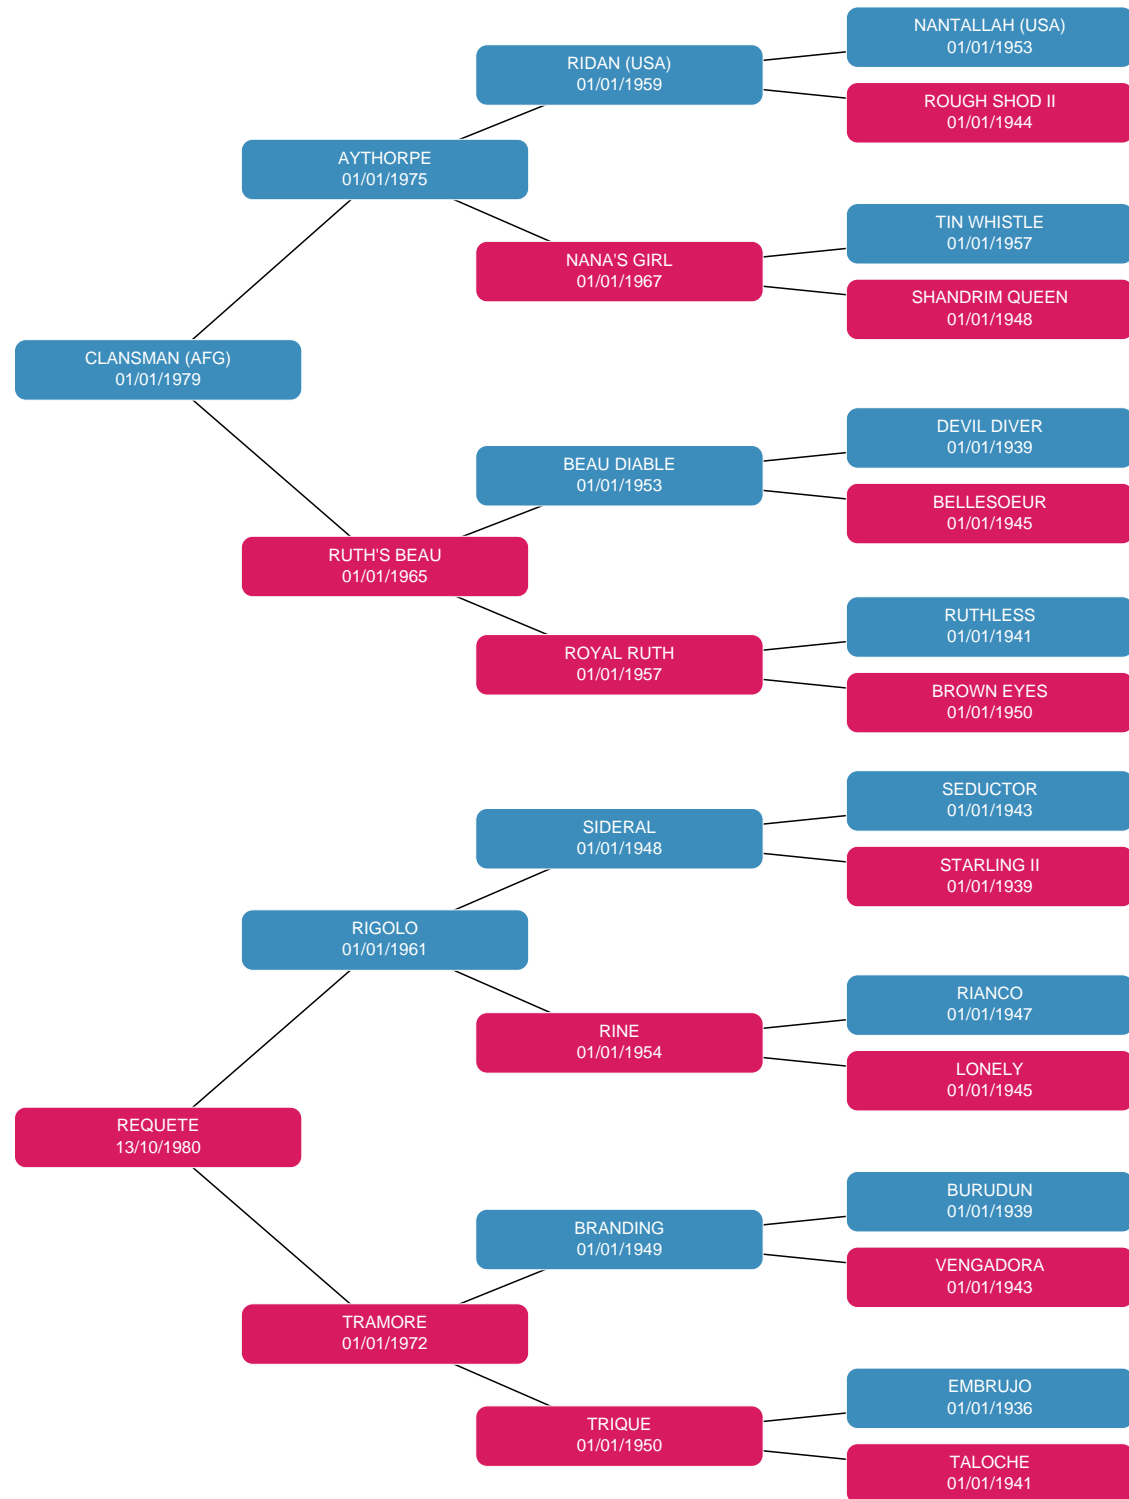 NANTALLAH (USA)
01/01/1953
RIDAN (USA)
01/01/1959
ROUGH SHOD II
01/01/1944
AYTHORPE
01/01/1975
TIN WHISTLE
01/01/1957
NANA'S GIRL
01/01/1967
SHANDRIM QUEEN
01/01/1948
CLANSMAN (AFG)
01/01/1979
DEVIL DIVER
01/01/1939
BEAU DIABLE
01/01/1953
BELLESOEUR
01/01/1945
RUTH'S BEAU
01/01/1965
RUTHLESS
01/01/1941
ROYAL RUTH
01/01/1957
BROWN EYES
01/01/1950
SEDUCTOR
01/01/1943
SIDERAL
01/01/1948
STARLING II
01/01/1939
RIGOLO
01/01/1961
RIANCO
01/01/1947
RINE
01/01/1954
LONELY
01/01/1945
REQUETE
13/10/1980
BURUDUN
01/01/1939
BRANDING
01/01/1949
VENGADORA
01/01/1943
TRAMORE
01/01/1972
EMBRUJO
01/01/1936
TRIQUE
01/01/1950
TALOCHE
01/01/1941